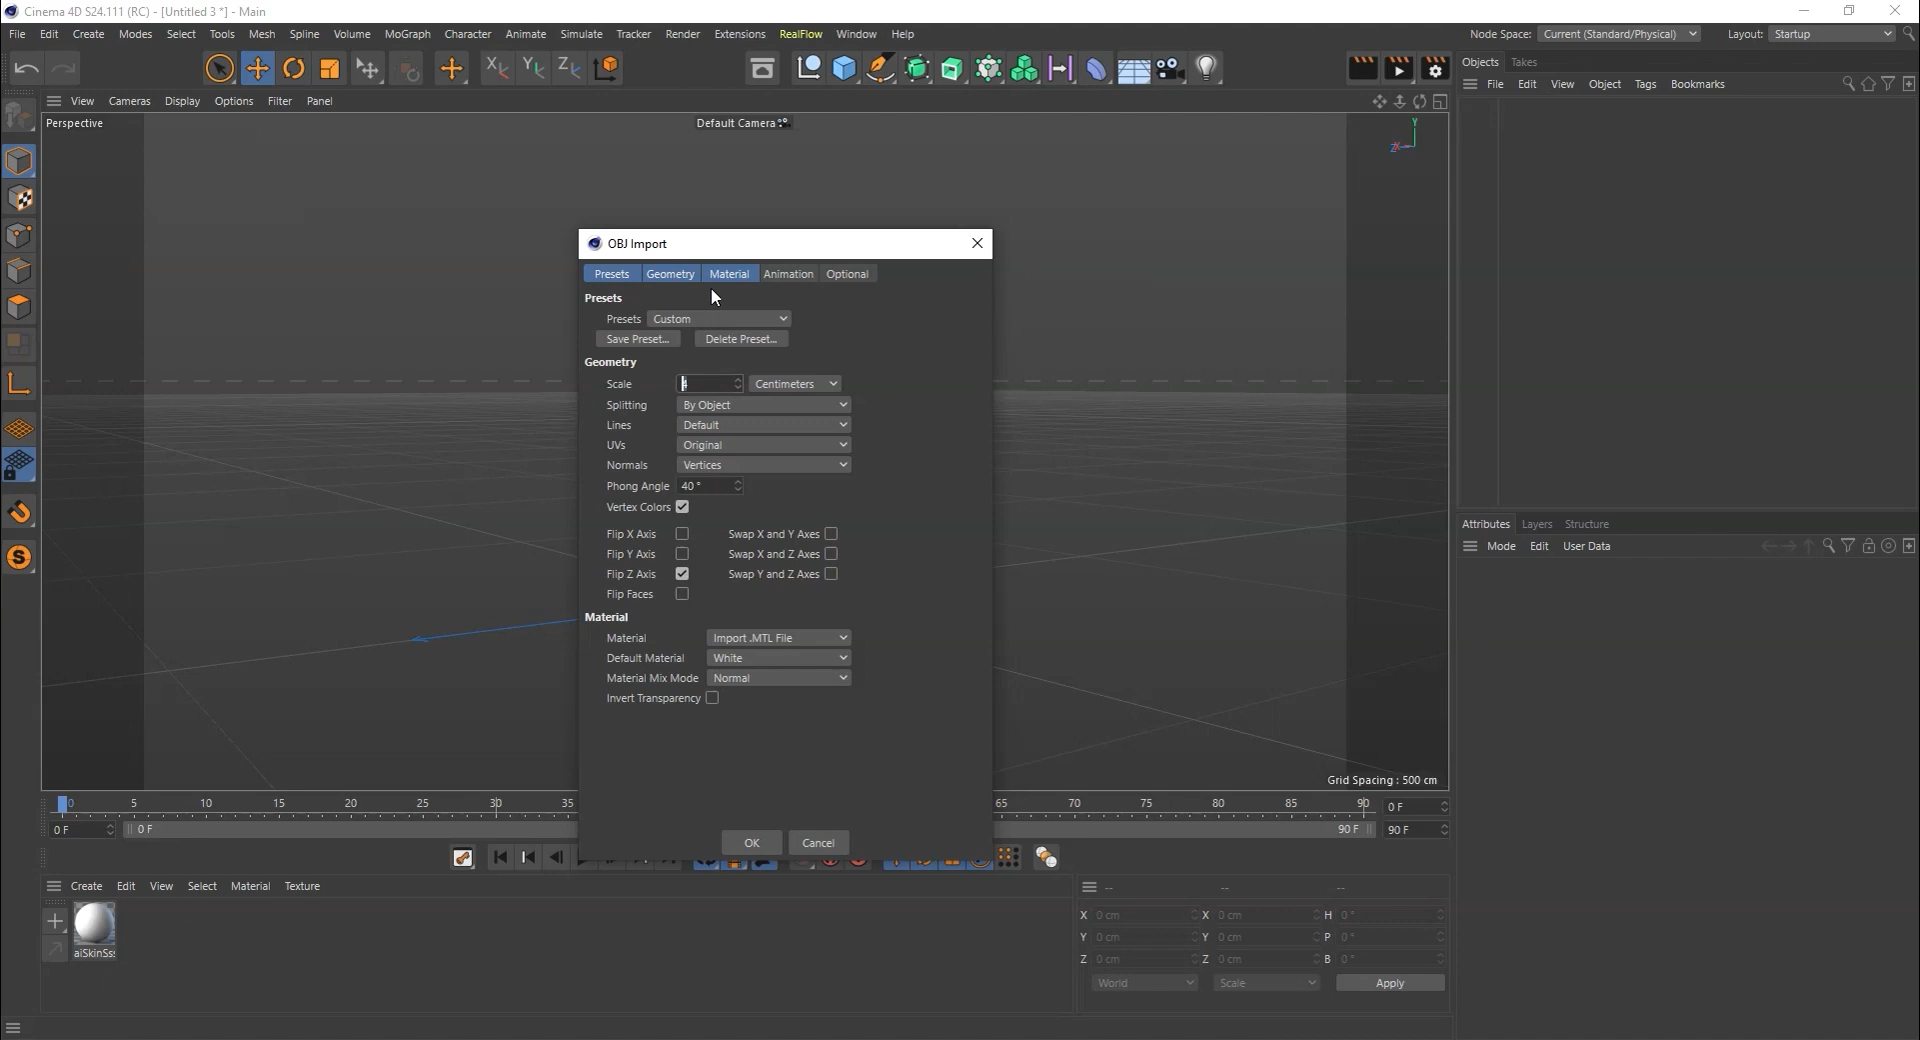 Cinema 4D S24.111 (RC) - [Untitled 3 *] - Main
File Edit Create Modes Select Tools Mesh Spline Volume MoGraph Character Animate Simulate Tracker Render Extensions RealFlow Window Help
Node Space: Current (Standard/Physical) Layout: Startup
Objects Takes
File Edit View Object Tags Bookmarks
View Cameras Display Options Filter Panel
Perspective
Default Camera
Y
Z X
OBJ Import
Presets Geometry Material Animation Optional
Presets
Presets Custom
Save Preset... Delete Preset...
Geometry
Scale Centimeters
Splitting By Object
Lines Default
UVs Original
Normals Vertices
Phong Angle 40 °
Vertex Colors
Flip X Axis Swap X and Y Axes
Flip Y Axis Swap X and Z Axes
Flip Z Axis Swap Y and Z Axes
Flip Faces
Material
Material Import .MTL File
Default Material White
Material Mix Mode Normal
Invert Transparency
OK Cancel
Attributes Layers Structure
Mode Edit User Data
Grid Spacing : 500 cm
0 5 10 15 20 25 30 35 65 70 75 80 85 90 0 F
0 F 0 F 90 F 90 F
Create Edit View Select Material Texture
-- -- --
aiSkinSs
X 0 cm X 0 cm H 0 °
Y 0 cm Y 0 cm P 0 °
Z 0 cm Z 0 cm B 0 °
World Scale Apply